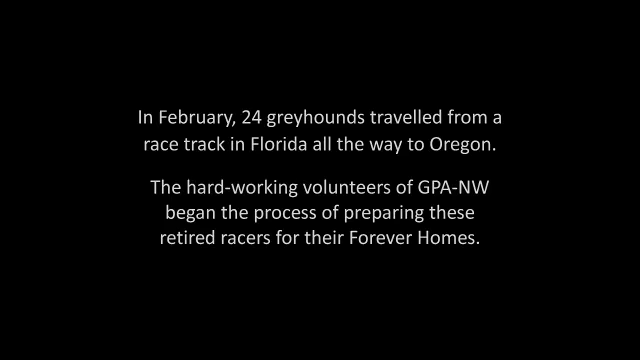 In February, 24 greyhounds travelled from a
race track in Florida all the way to Oregon.
The hard-working volunteers of GPA-NW
began the process of preparing these
retired racers for their Forever Homes.